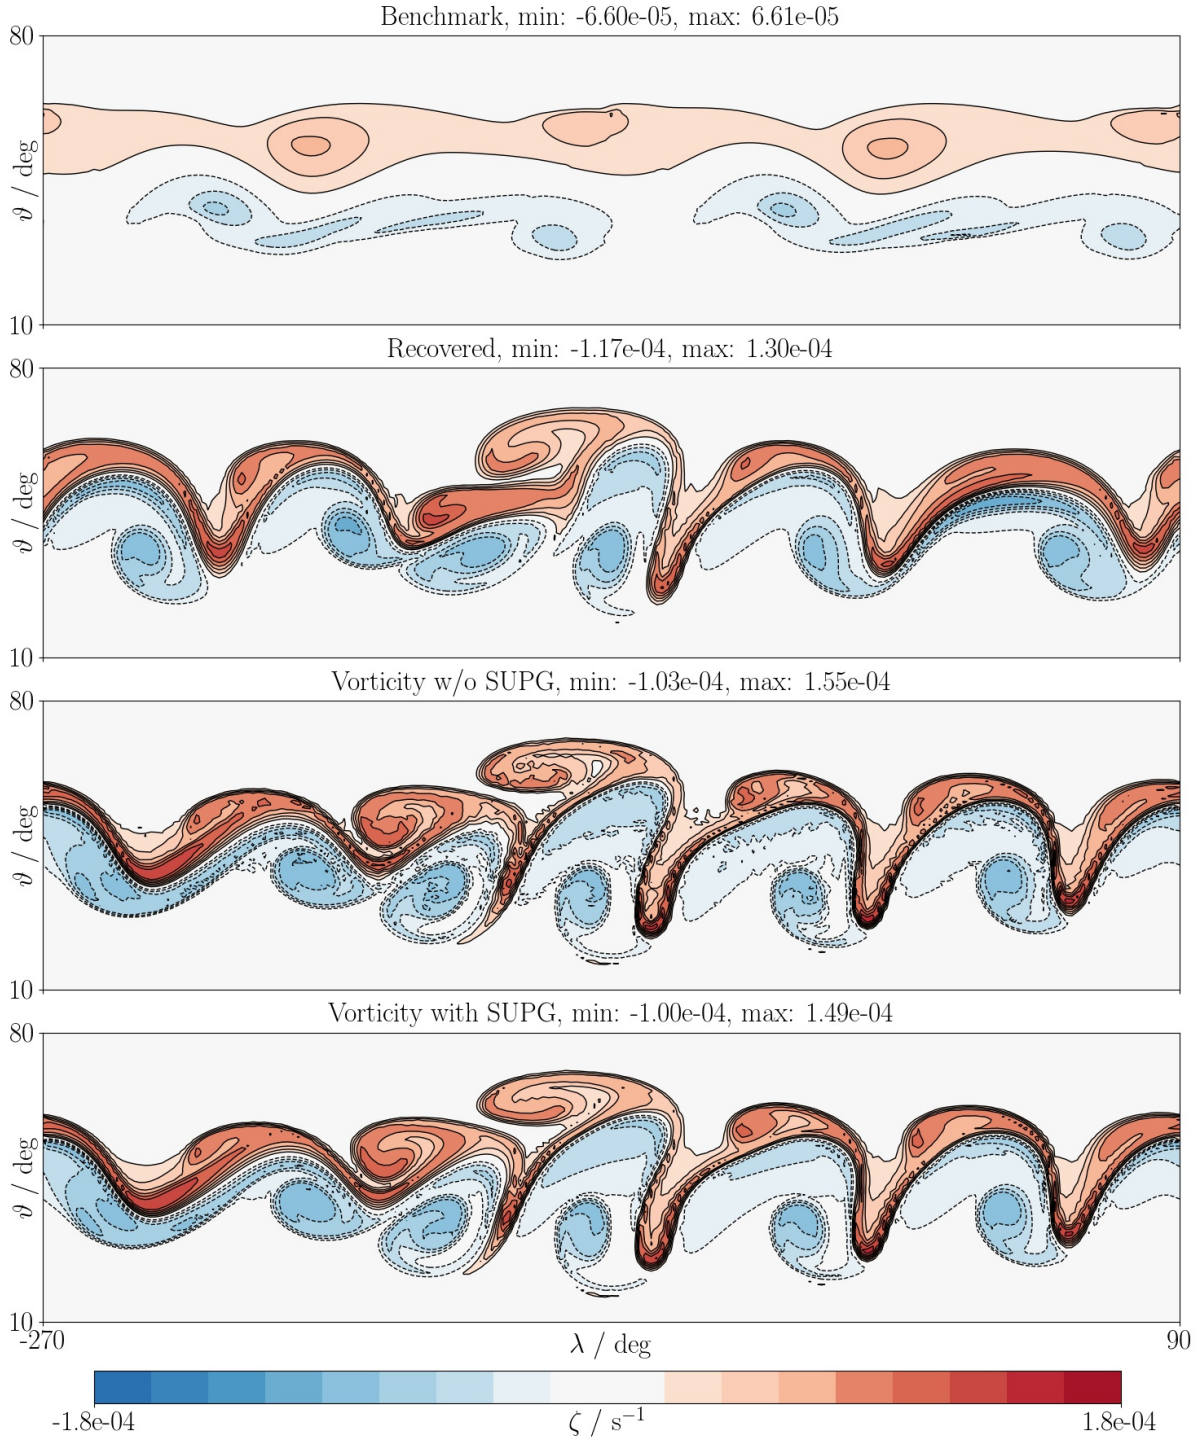 Benchmark, min: -6.60e-05, max: 6.61e-05
80
ϑ / deg
10
Recovered, min: -1.17e-04, max: 1.30e-04
80
ϑ / deg
10
Vorticity w/o SUPG, min: -1.03e-04, max: 1.55e-04
80
ϑ / deg
10
Vorticity with SUPG, min: -1.00e-04, max: 1.49e-04
80
ϑ / deg
10
-270 λ / deg 90
-1.8e-04 ζ / s⁻¹ 1.8e-04